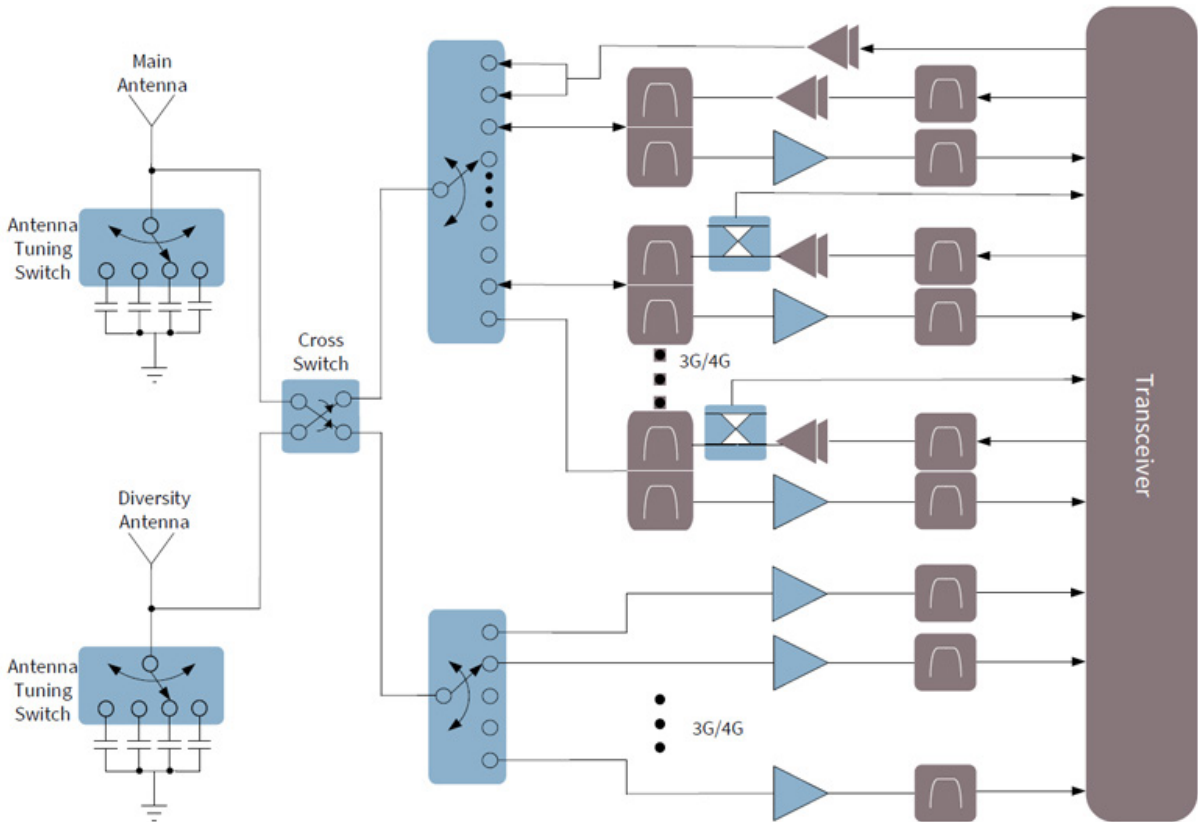 Main
Antenna
Antenna
Tuning
Switch
Cross
Switch
3G/4G
Transceiver
Diversity
Antenna
Antenna
Tuning
Switch
3G/4G